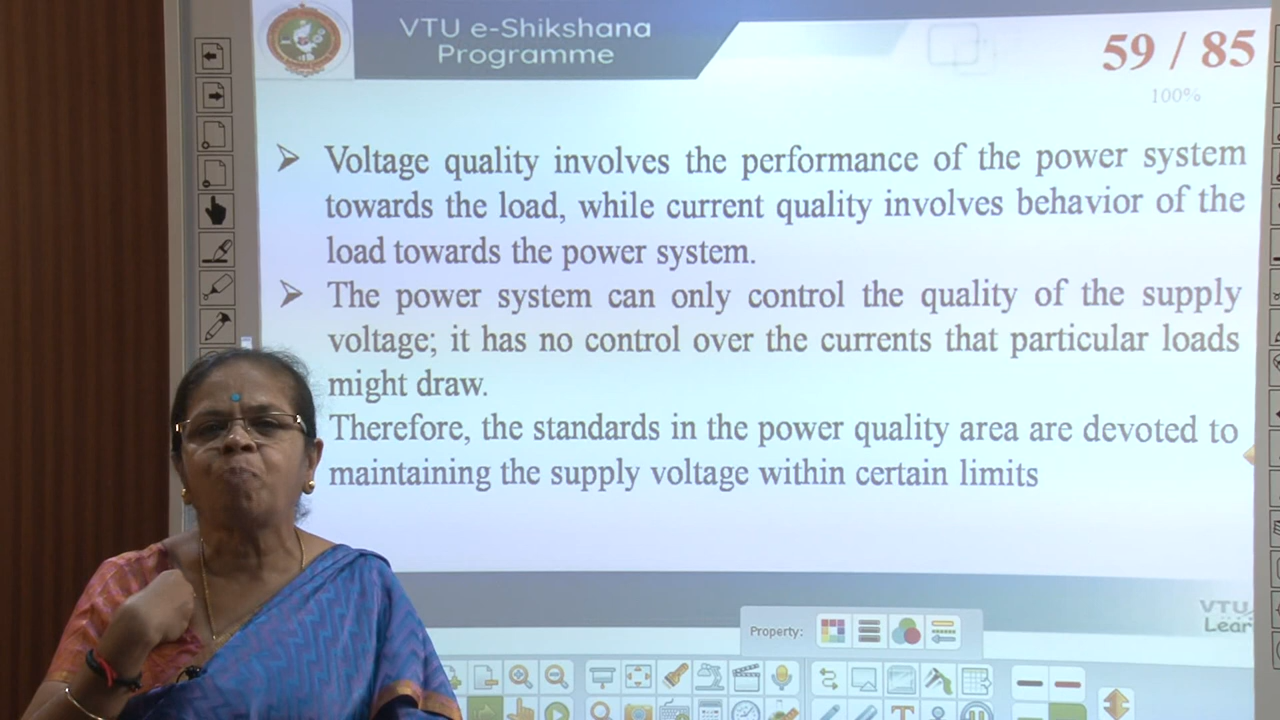 VTU e-Shikshana
Programme
59 / 85
100%
Voltage quality involves the performance of the power system
towards the load, while current quality involves behavior of the
load towards the power system.
The power system can only control the quality of the supply
voltage; it has no control over the currents that particular loads
might draw.
Therefore, the standards in the power quality area are devoted to
maintaining the supply voltage within certain limits
VTU
Lear
Property: